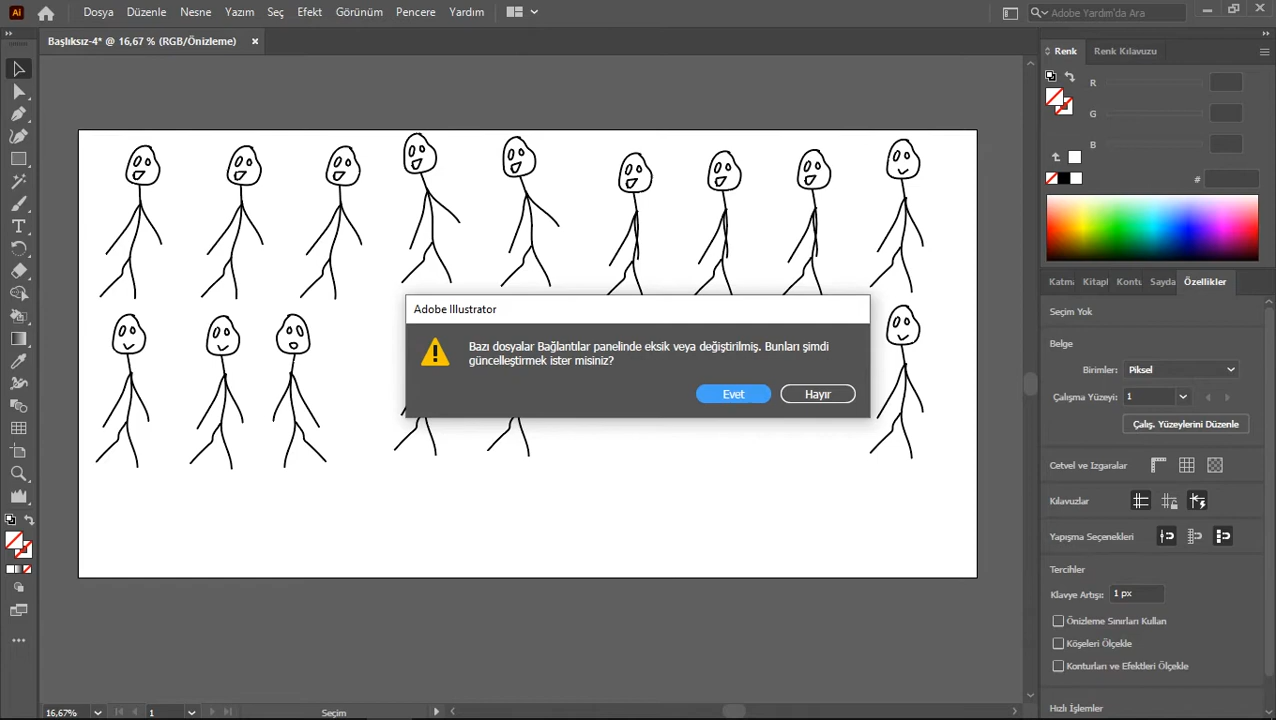 Ai Dosya Düzenle Nesne Yazım Seç Efekt Görünüm Pencere Yardım Adobe Yardım'da Ara
Başlıksız-4* @ 16,67 % (RGB/Önizleme)
Renk Renk Kılavuzu
R
G
B
#
Katma Kitapl Kontu Sayda Özellikler
Seçim Yok
Belge
Birimler: Piksel
Çalışma Yüzeyi: 1
Çalış. Yüzeylerini Düzenle
Cetvel ve Izgaralar
Kılavuzlar
Yapışma Seçenekleri
Tercihler
Klavye Artışı: 1 px
Önizleme Sınırları Kullan
Köşeleri Ölçekle
Konturları ve Efektleri Ölçekle
Hızlı İşlemler
Adobe Illustrator
Bazı dosyalar Bağlantılar panelinde eksik veya değiştirilmiş. Bunları şimdi
güncelleştirmek ister misiniz?
Evet Hayır
16,67% 1 Seçim